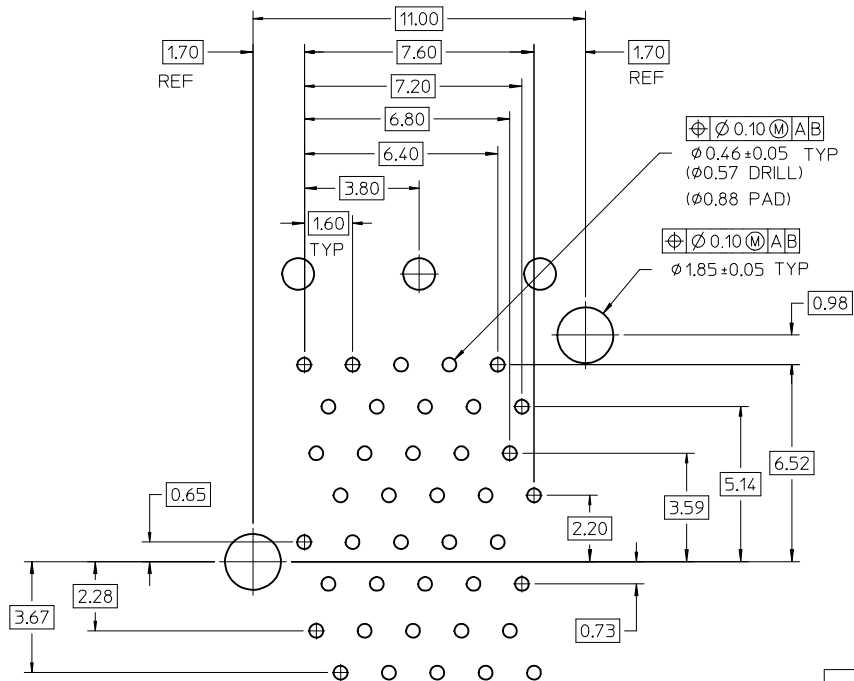 11.00
1.70
7.60
1.70
REF
REF
7.20
6.80
⌖ Ø 0.10 Ⓜ A B
6.40
Ø0.46±0.05 TYP
(Ø0.57 DRILL)
3.80
(Ø0.88 PAD)
1.60
TYP
⌖ Ø 0.10 Ⓜ A B
Ø1.85±0.05 TYP
0.98
6.52
5.14
0.65
3.59
2.20
2.28
3.67
0.73